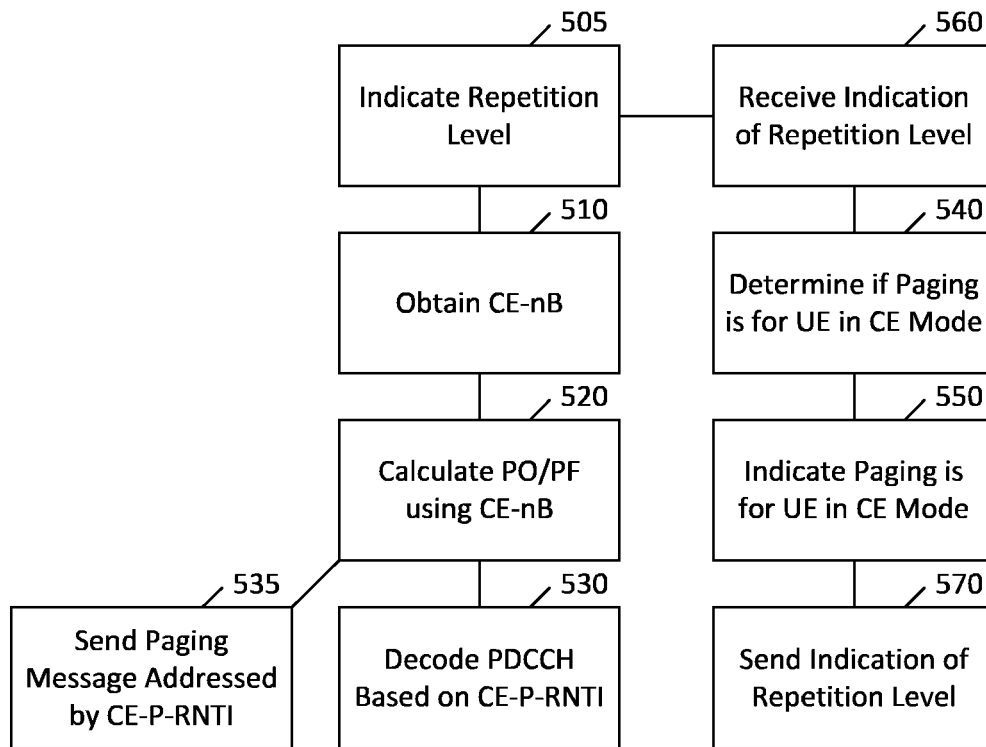 505
Indicate Repetition
Level
560
Receive Indication
of Repetition Level
510
Obtain CE-nB
540
Determine if Paging
is for UE in CE Mode
520
Calculate PO/PF
using CE-nB
550
Indicate Paging is
for UE in CE Mode
535
Send Paging
Message Addressed
by CE-P-RNTI
530
Decode PDCCH
Based on CE-P-RNTI
570
Send Indication of
Repetition Level